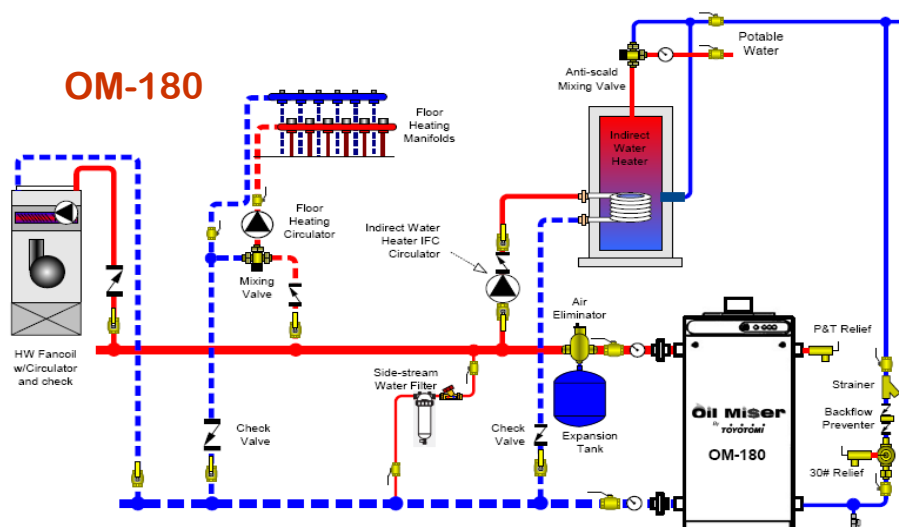 OM-180
Potable
Water
Anti-scald
Mixing Valve
Floor
Heating
Manifolds
Indirect
Water
Heater
Floor
Heating
Circulator
Indirect Water
Heater IFC
Circulator
Mixing
Valve
Air
Eliminator
P&T Relief
HW Fancoil
w/Circulator
and check
Side-stream
Water Filter
Strainer
Check
Valve
Check
Valve
Expansion
Tank
Oil Miser
By TOYOTOMI
OM-180
Backflow
Preventer
30# Relief